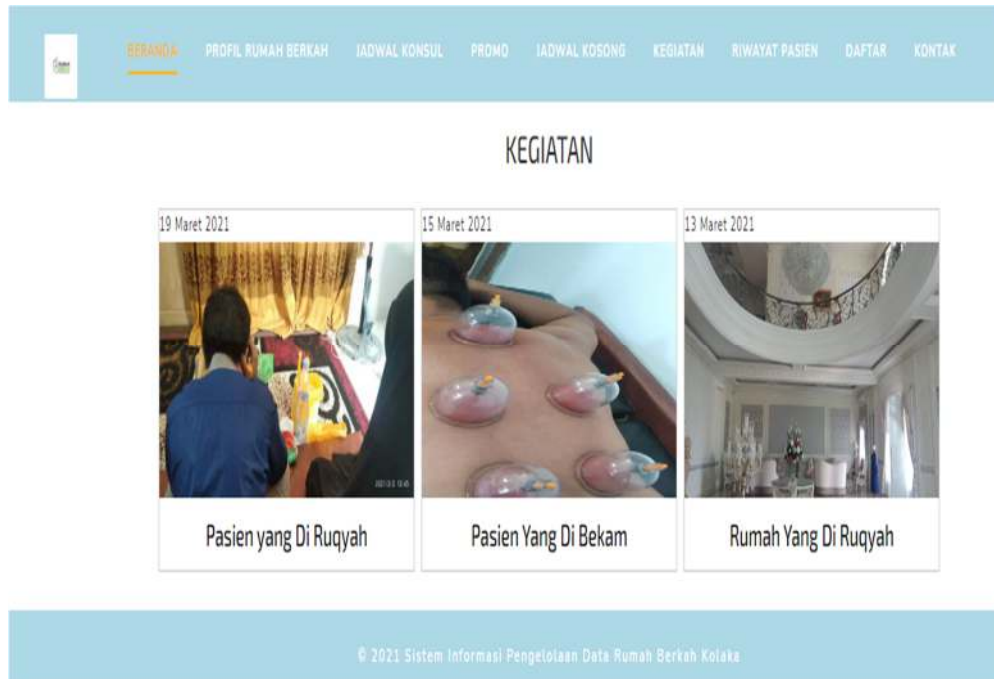 BERANDA PROFIL RUMAH BERKAH JADWAL KONSUL PROMO JADWAL KOSONG KEGIATAN RIWAYAT PASIEN DAFTAR KONTAK
KEGIATAN
19 Maret 2021
15 Maret 2021
13 Maret 2021
Pasien yang Di Ruqyah
Pasien Yang Di Bekam
Rumah Yang Di Ruqyah
© 2021 Sistem Informasi Pengelolaan Data Rumah Berkah Kolaka